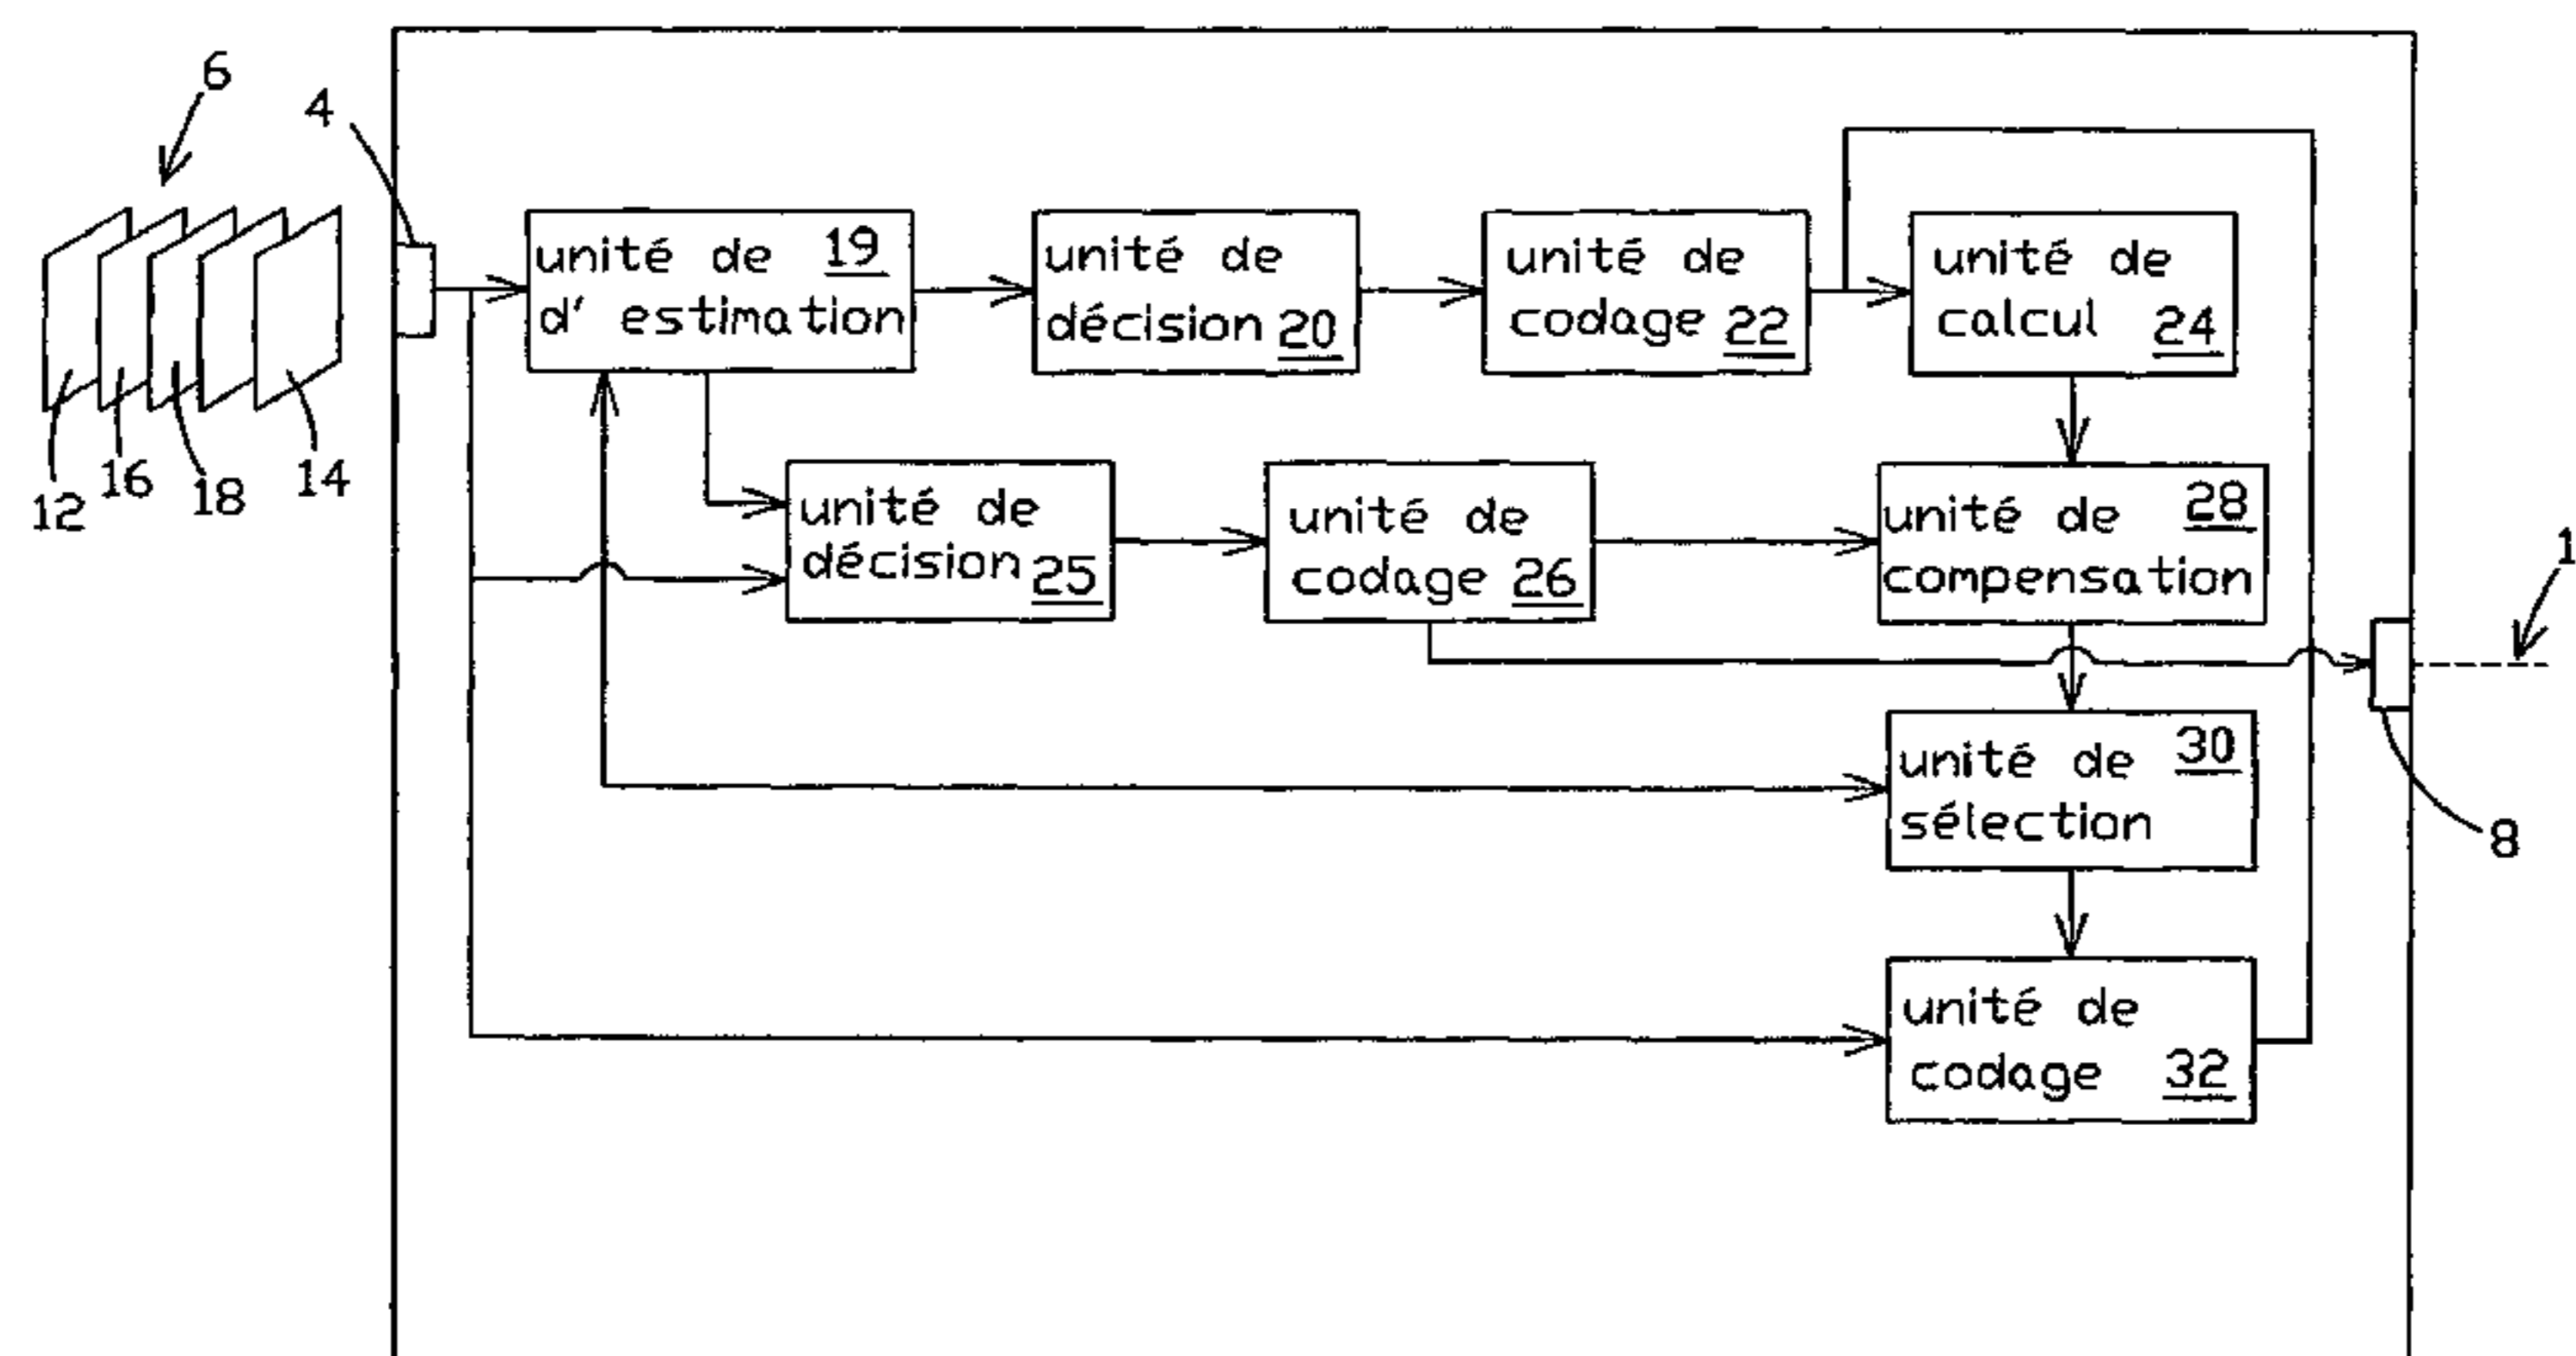 6
4
12
16
18
14
unité de 19
d' estimation
unité de
décision 20
unité de
codage 22
unité de
calcul 24
unité de
décision 25
unité de
codage 26
unité de 28
compensation
1
8
unité de 30
sélection
unité de
codage 32